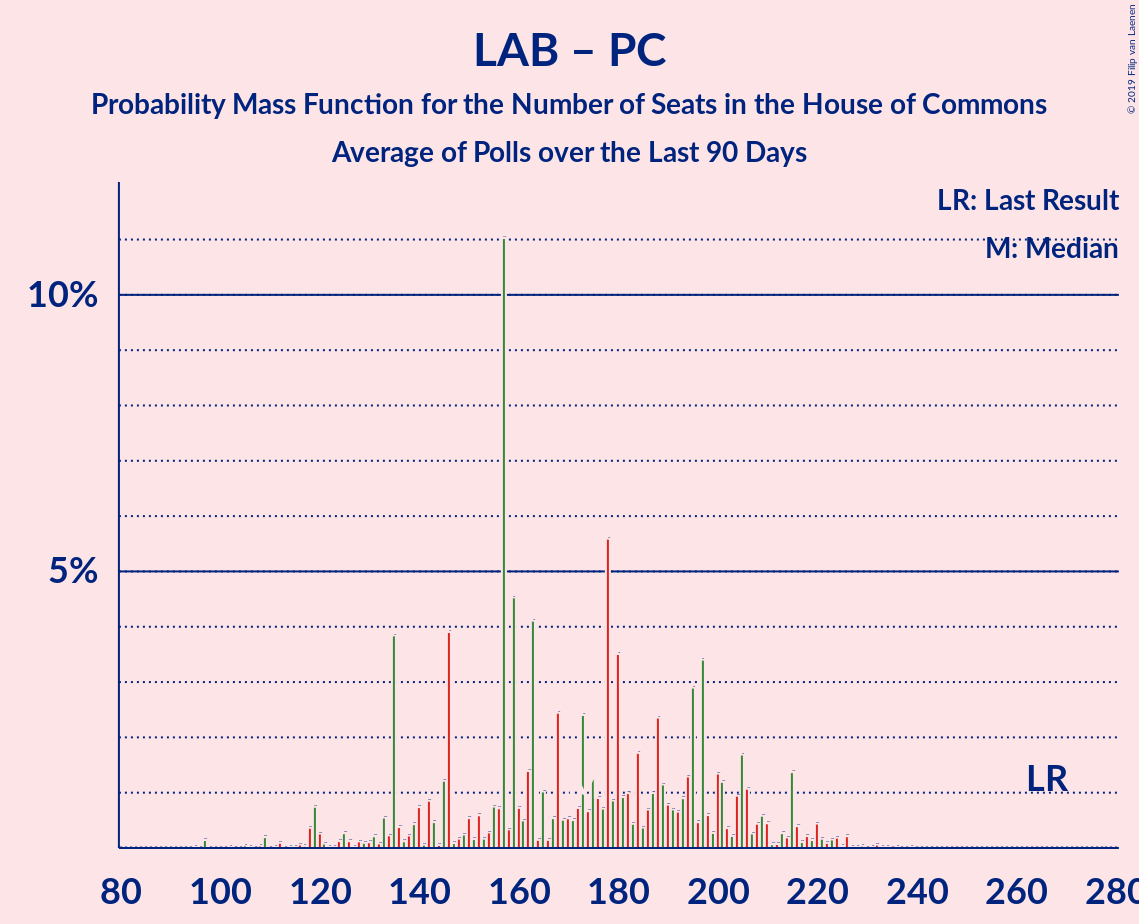 LAB – PC
Probability Mass Function for the Number of Seats in the House of Commons
Average of Polls over the Last 90 Days
© 2019 Filip van Laenen
LR: Last Result
M: Median
10%
5%
LR
80 100 120 140 160 180 200 220 240 260 280